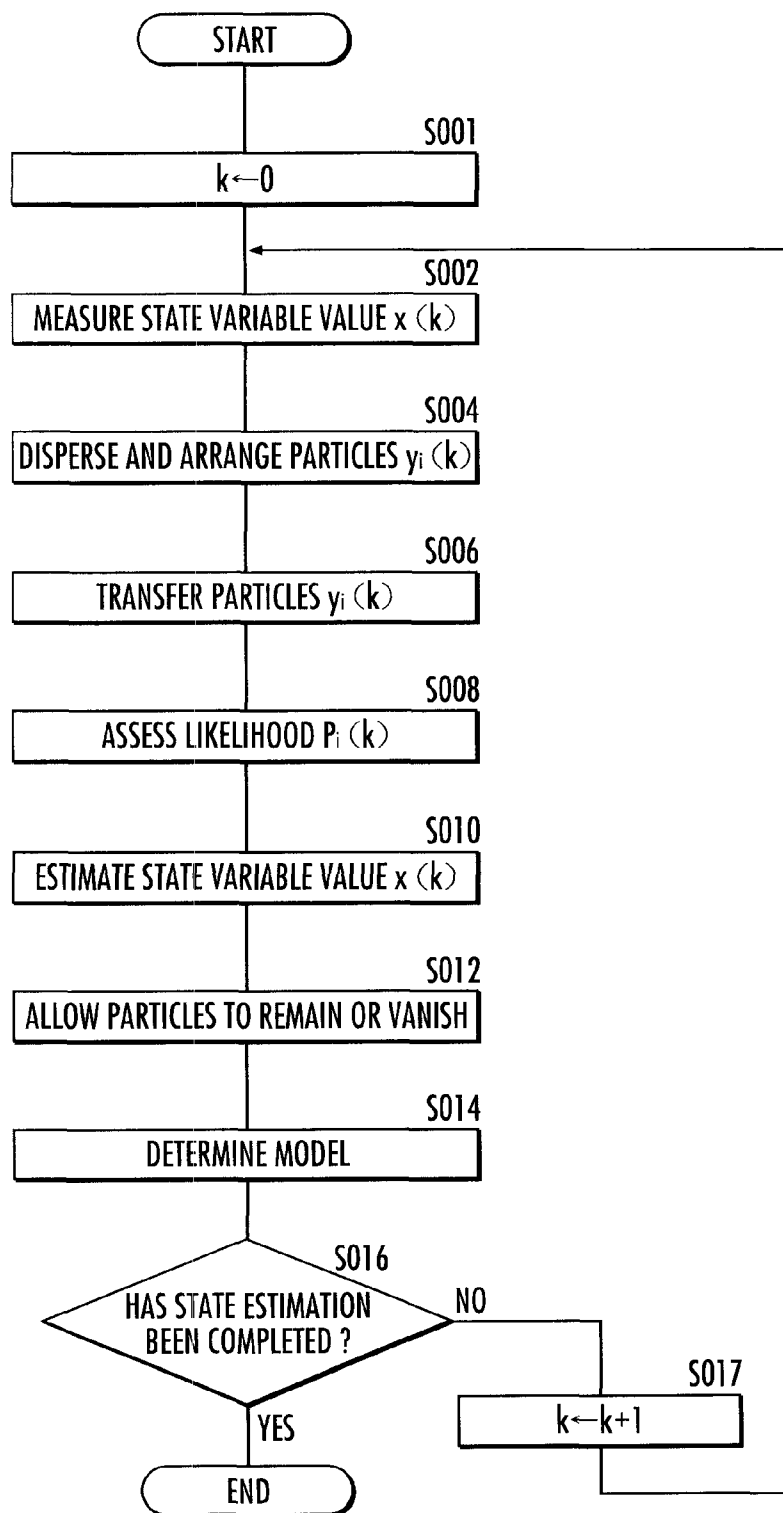 START
S001
k←0
S002
MEASURE STATE VARIABLE VALUE x (k)
S004
DISPERSE AND ARRANGE PARTICLES yi (k)
S006
TRANSFER PARTICLES yi (k)
S008
ASSESS LIKELIHOOD Pi (k)
S010
ESTIMATE STATE VARIABLE VALUE x (k)
S012
ALLOW PARTICLES TO REMAIN OR VANISH
S014
DETERMINE MODEL
S016
HAS STATE ESTIMATION
BEEN COMPLETED ?
NO
S017
k←k+1
YES
END